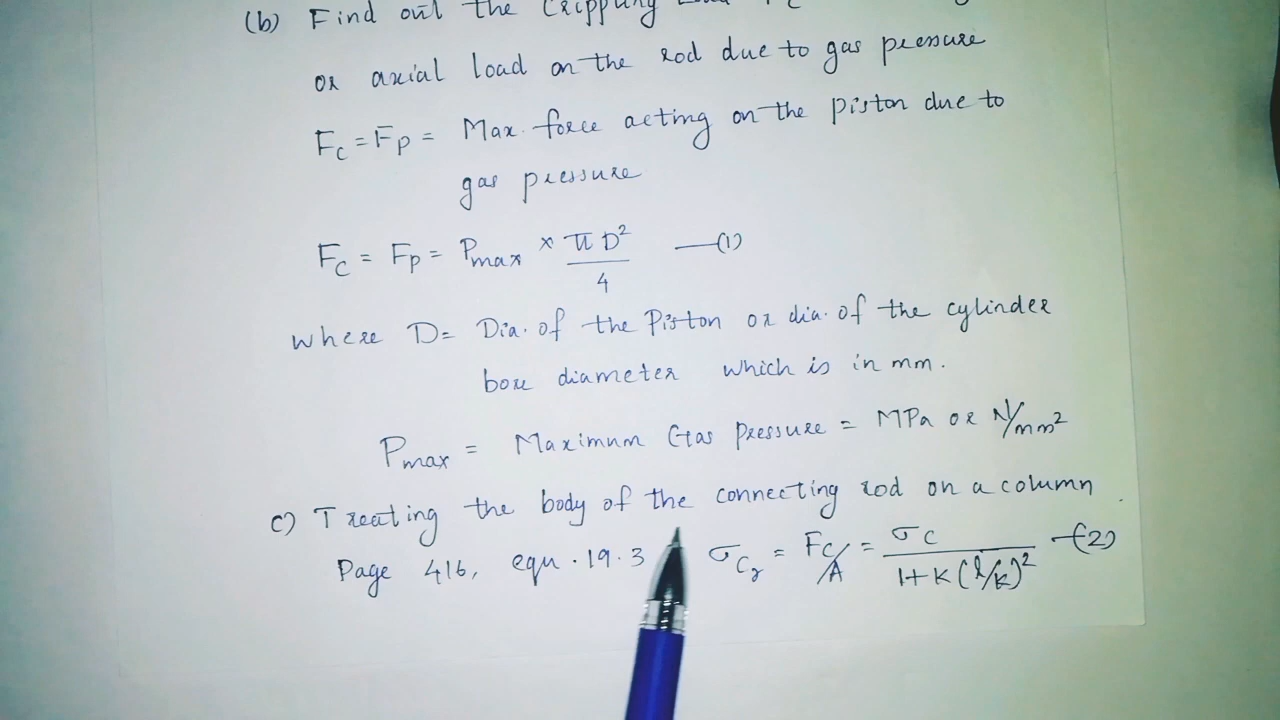 (b) Find out the Crippling Load
or axial load on the rod due to gas pressure
Fc = Fp = Max. force acting on the piston due to
gas pressure
Fc = Fp = Pmax × πD²/4 —(1)
where D= Dia. of the Piston or dia. of the cylinder
bore diameter which is in mm.
Pmax = Maximum Gas pressure = MPa or N/mm²
c) Treating the body of the connecting rod on a column
Page 416, equn. 19.3 σcr = Fc/A = σc/1+K(l/k)² —(2)